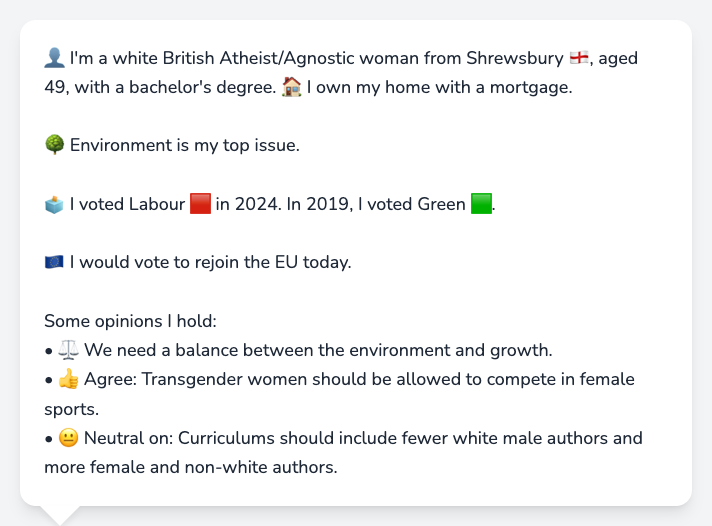 👤 I'm a white British Atheist/Agnostic woman from Shrewsbury 🏴󠁧󠁢󠁥󠁮󠁧󠁿, aged
49, with a bachelor's degree. 🏠 I own my home with a mortgage.
🌳 Environment is my top issue.
🗳️ I voted Labour 🟥 in 2024. In 2019, I voted Green 🟩.
🇪🇺 I would vote to rejoin the EU today.
Some opinions I hold:
• ⚖️ We need a balance between the environment and growth.
• 👍 Agree: Transgender women should be allowed to compete in female
sports.
• 😐 Neutral on: Curriculums should include fewer white male authors and
more female and non-white authors.